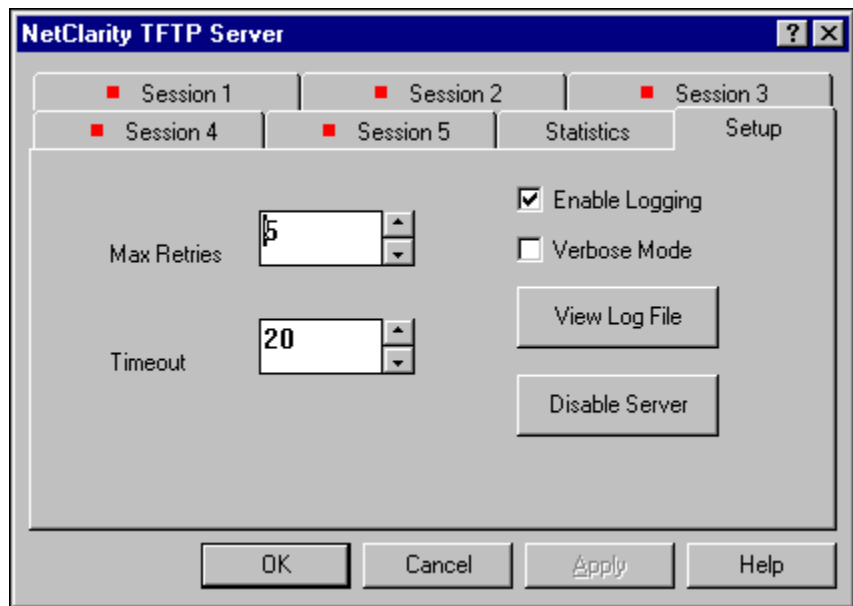 NetClarity TFTP Server
Session 1
Session 2
Session 3
Session 4
Session 5
Statistics
Setup
Max Retries
5
Enable Logging
Verbose Mode
Timeout
20
View Log File
Disable Server
OK
Cancel
Apply
Help